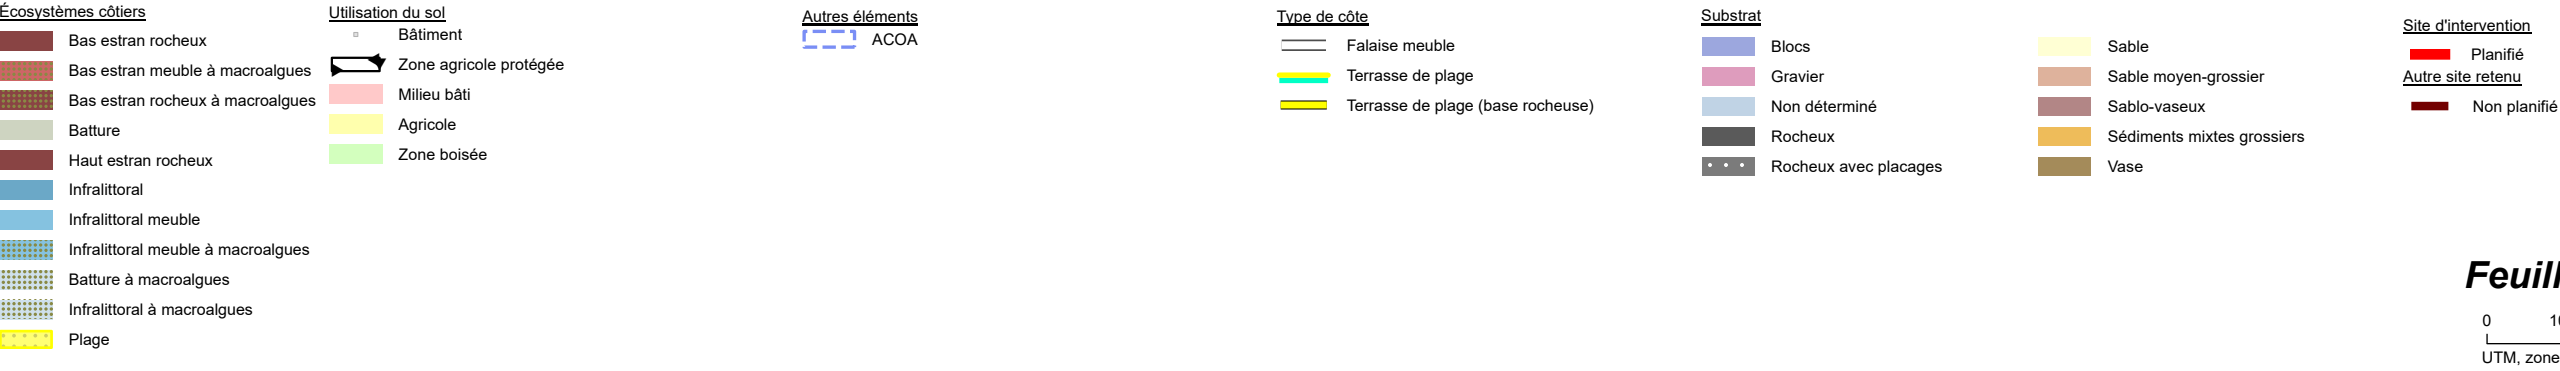 Écosystèmes côtiers
Bas estran rocheux
Bas estran meuble à macroalgues
Bas estran rocheux à macroalgues
Batture
Haut estran rocheux
Infralittoral
Infralittoral meuble
Infralittoral meuble à macroalgues
Batture à macroalgues
Infralittoral à macroalgues
Plage
Utilisation du sol
Bâtiment
Zone agricole protégée
Milieu bâti
Agricole
Zone boisée
Autres éléments
ACOA
Type de côte
Falaise meuble
Terrasse de plage
Terrasse de plage (base rocheuse)
Substrat
Blocs
Gravier
Non déterminé
Rocheux
Rocheux avec placages
Sable
Sable moyen-grossier
Sablo-vaseux
Sédiments mixtes grossiers
Vase
Site d'intervention
Planifié
Autre site retenu
Non planifié
0
UTM, zone